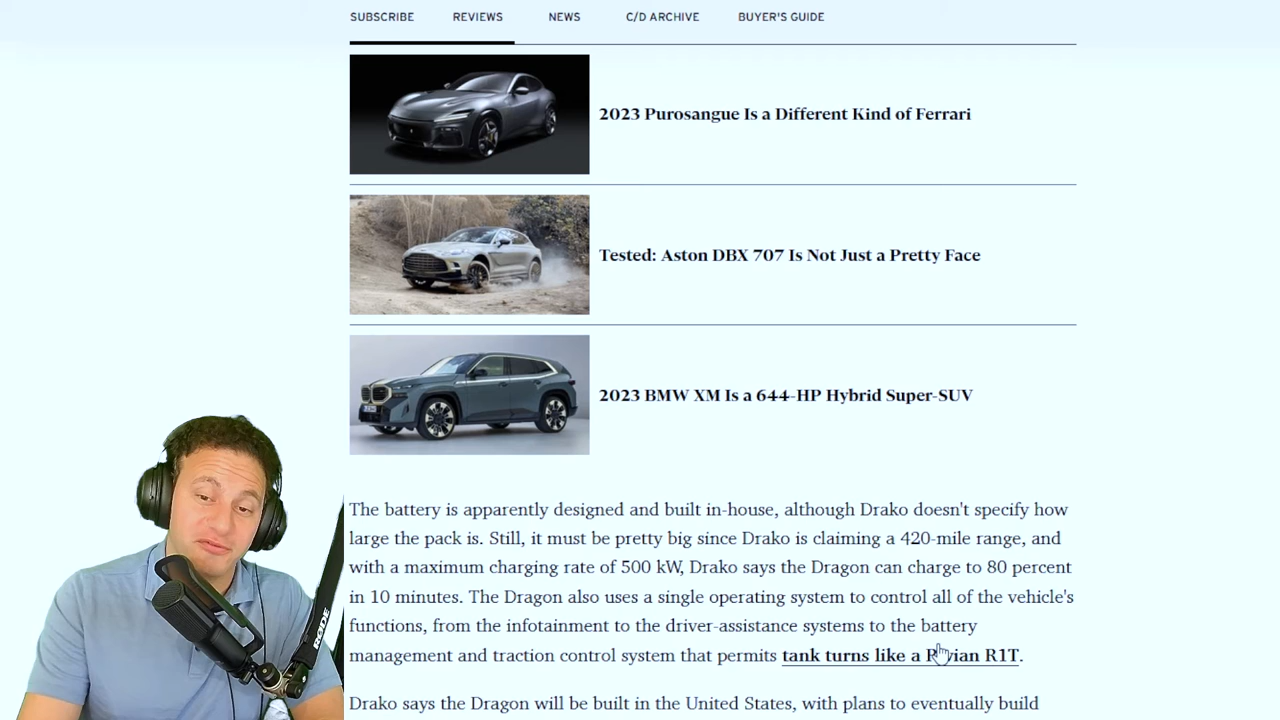 SUBSCRIBE REVIEWS NEWS C/D ARCHIVE BUYER'S GUIDE
2023 Purosangue Is a Different Kind of Ferrari
Tested: Aston DBX 707 Is Not Just a Pretty Face
2023 BMW XM Is a 644-HP Hybrid Super-SUV
The battery is apparently designed and built in-house, although Drako doesn't specify how
large the pack is. Still, it must be pretty big since Drako is claiming a 420-mile range, and
with a maximum charging rate of 500 kW, Drako says the Dragon can charge to 80 percent
in 10 minutes. The Dragon also uses a single operating system to control all of the vehicle's
functions, from the infotainment to the driver-assistance systems to the battery
management and traction control system that permits tank turns like a Rivian R1T.
Drako says the Dragon will be built in the United States, with plans to eventually build
RØDE